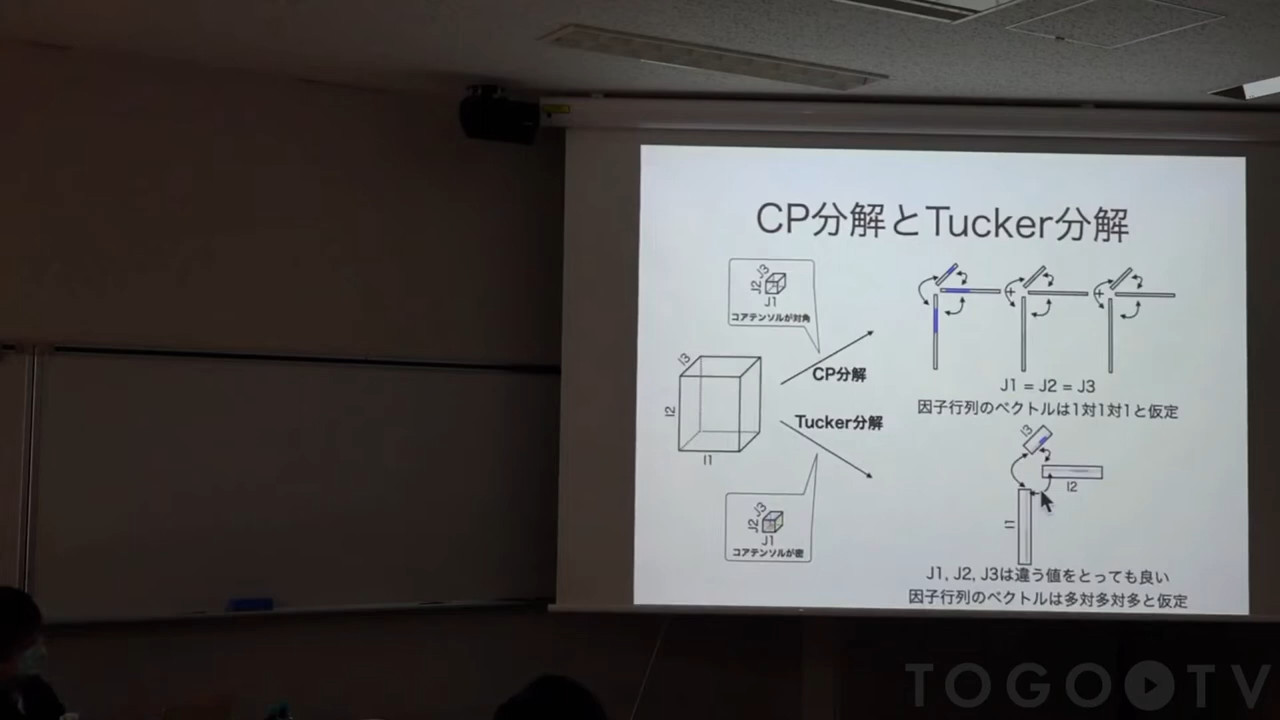 CP分解とTucker分解
J3
J2
J1
コアテンソルが対角
J1 = J2 = J3
因子行列のベクトルは1対1対1と仮定
CP分解
Tucker分解
I3
I2
I1
J3
J2
J1
コアテンソルが密
I3
I2
I1
J1, J2, J3は違う値をとっても良い
因子行列のベクトルは多対多対多と仮定
TOGO TV